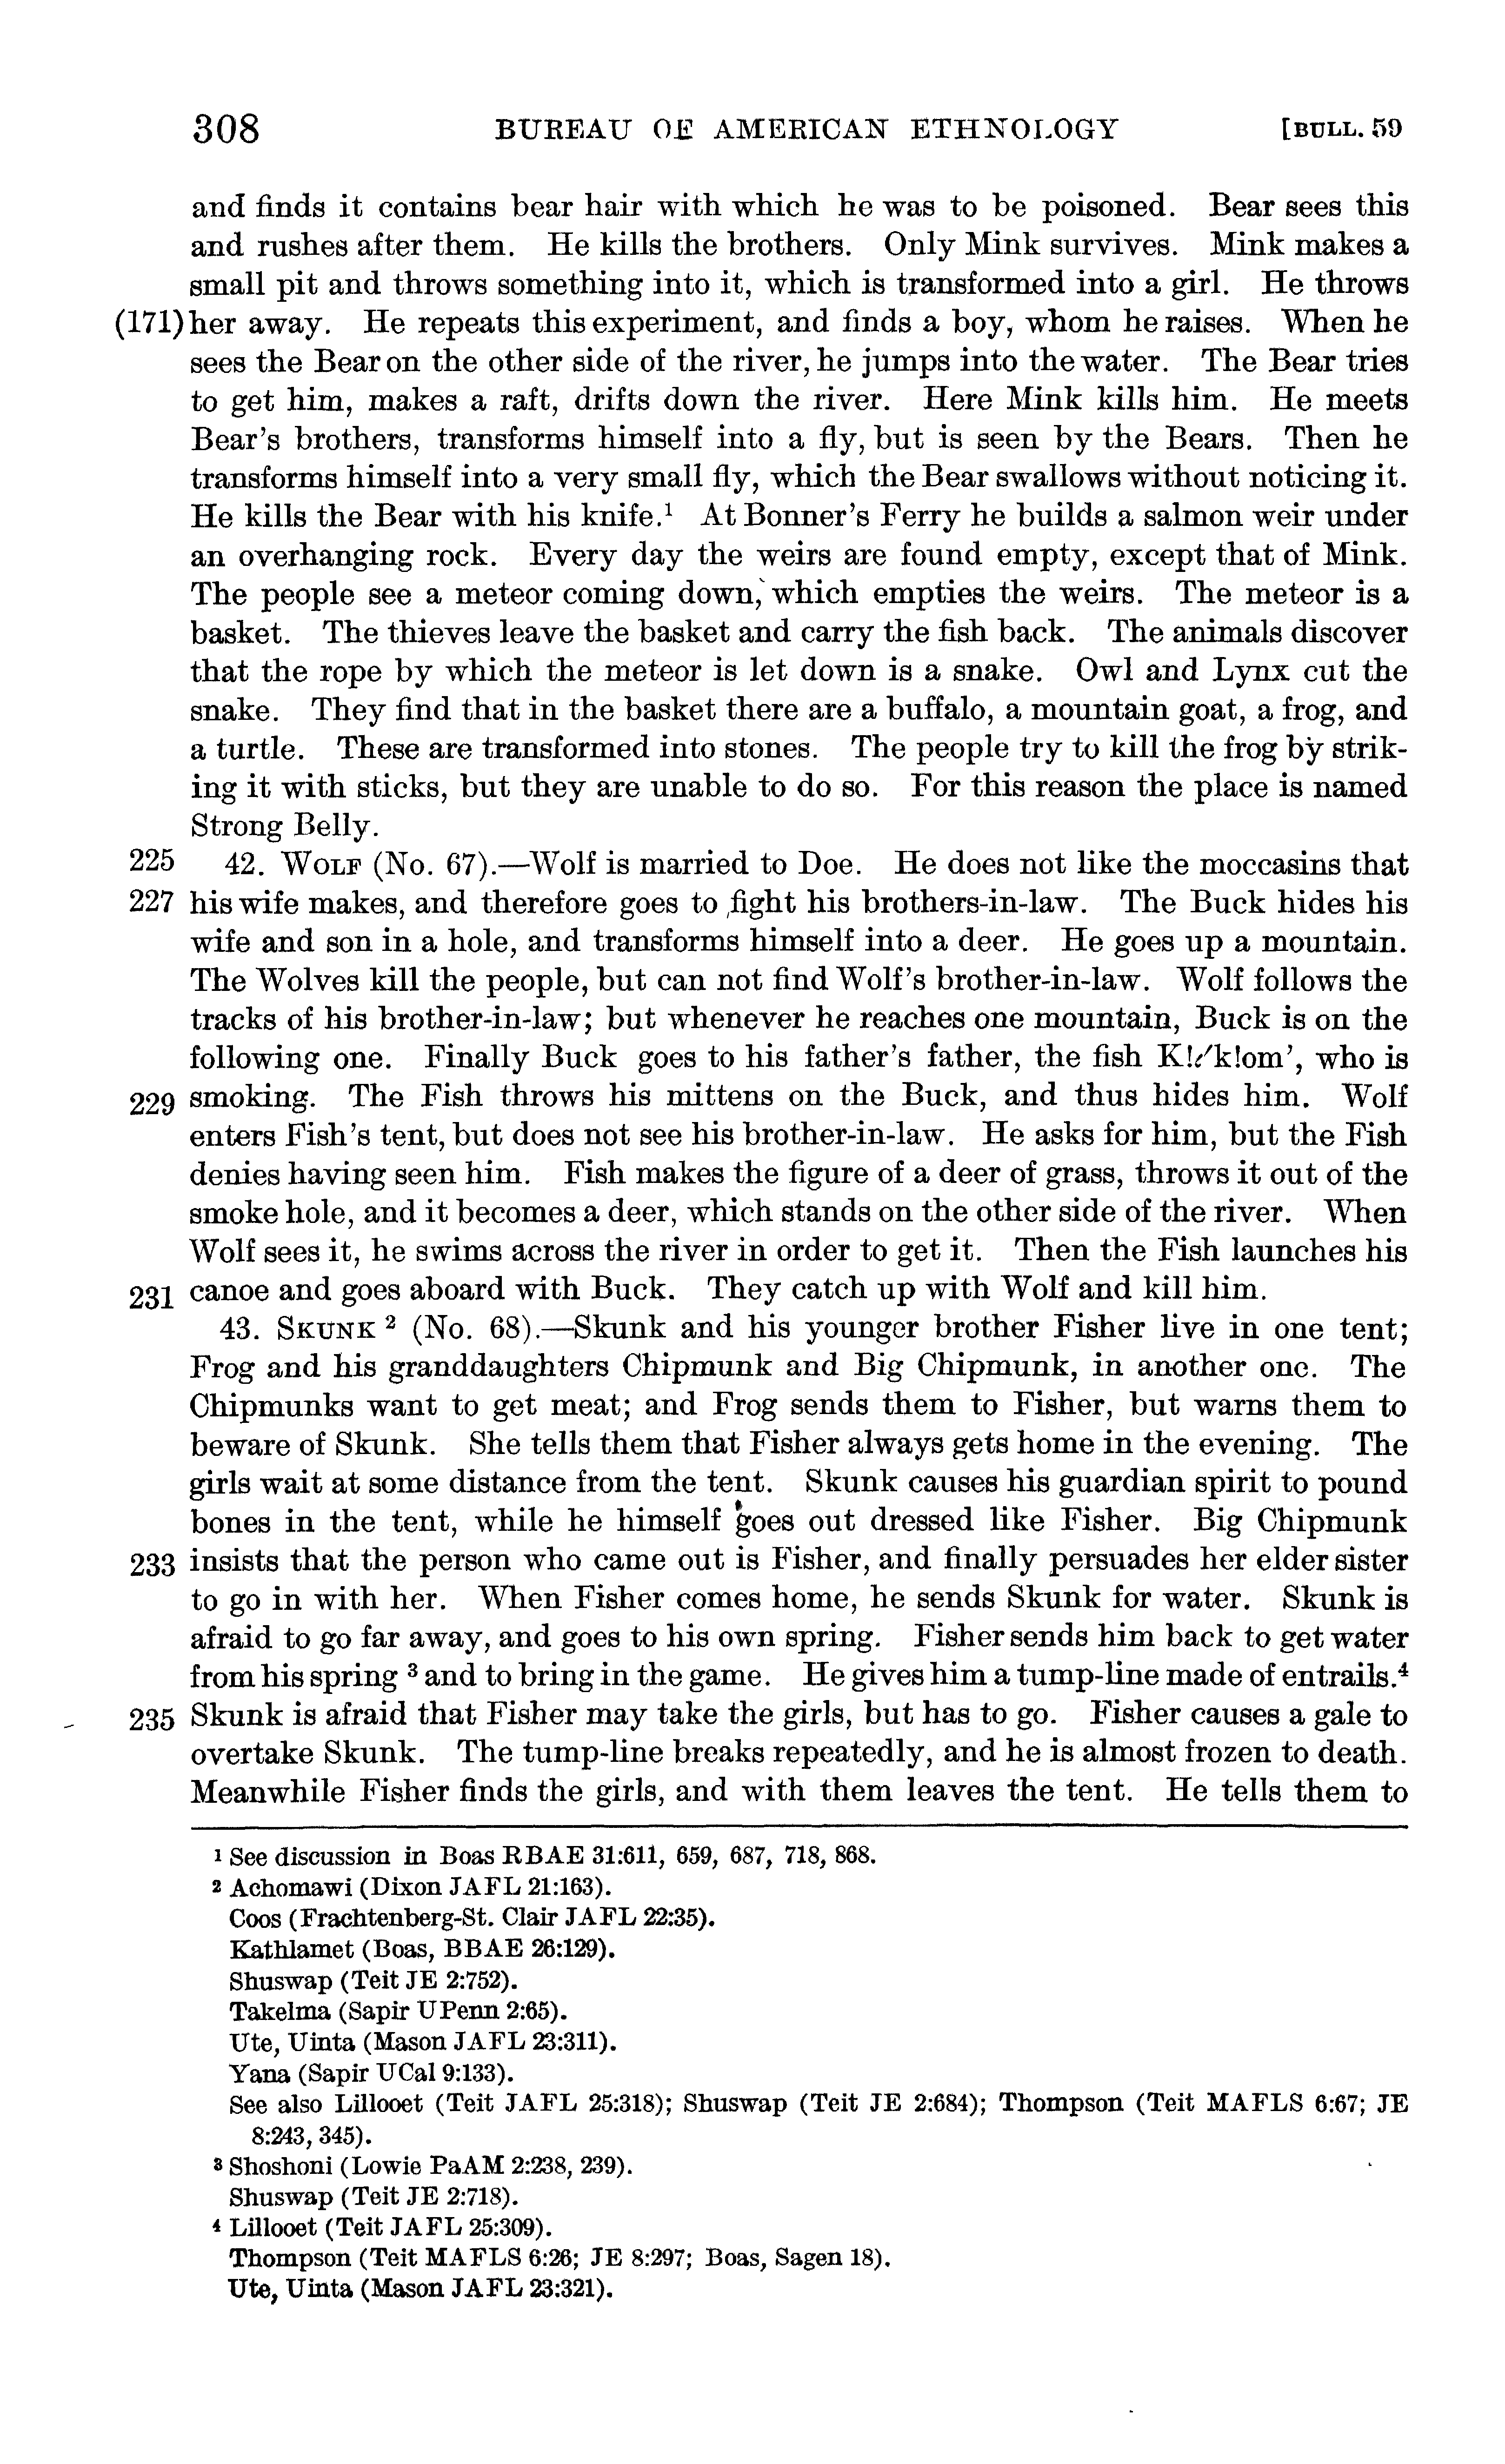 308 BUREAU OF AMERICAN ETHNOLOGY [BULL. 59
and finds it contains bear hair with which he was to be poisoned. Bear sees this
and rushes after them. He kills the brothers. Only Mink survives. Mink makes a
small pit and throws something into it, which is transformed into a girl. He throws
(171) her away. He repeats this experiment, and finds a boy, whom he raises. When he
sees the Bear on the other side of the river, he jumps into the water. The Bear tries
to get him, makes a raft, drifts down the river. Here Mink kills him. He meets
Bear's brothers, transforms himself into a fly, but is seen by the Bears. Then he
transforms himself into a very small fly, which the Bear swallows without noticing it.
He kills the Bear with his knife.¹ At Bonner's Ferry he builds a salmon weir under
an overhanging rock. Every day the weirs are found empty, except that of Mink.
The people see a meteor coming down, which empties the weirs. The meteor is a
basket. The thieves leave the basket and carry the fish back. The animals discover
that the rope by which the meteor is let down is a snake. Owl and Lynx cut the
snake. They find that in the basket there are a buffalo, a mountain goat, a frog, and
a turtle. These are transformed into stones. The people try to kill the frog by strik-
ing it with sticks, but they are unable to do so. For this reason the place is named
Strong Belly.
225 42. WOLF (No. 67).—Wolf is married to Doe. He does not like the moccasins that
227 his wife makes, and therefore goes to fight his brothers-in-law. The Buck hides his
wife and son in a hole, and transforms himself into a deer. He goes up a mountain.
The Wolves kill the people, but can not find Wolf's brother-in-law. Wolf follows the
tracks of his brother-in-law; but whenever he reaches one mountain, Buck is on the
following one. Finally Buck goes to his father's father, the fish K!ι′k!om', who is
229 smoking. The Fish throws his mittens on the Buck, and thus hides him. Wolf
enters Fish's tent, but does not see his brother-in-law. He asks for him, but the Fish
denies having seen him. Fish makes the figure of a deer of grass, throws it out of the
smoke hole, and it becomes a deer, which stands on the other side of the river. When
Wolf sees it, he swims across the river in order to get it. Then the Fish launches his
231 canoe and goes aboard with Buck. They catch up with Wolf and kill him.
43. SKUNK ² (No. 68).—Skunk and his younger brother Fisher live in one tent;
Frog and his granddaughters Chipmunk and Big Chipmunk, in another one. The
Chipmunks want to get meat; and Frog sends them to Fisher, but warns them to
beware of Skunk. She tells them that Fisher always gets home in the evening. The
girls wait at some distance from the tent. Skunk causes his guardian spirit to pound
bones in the tent, while he himself goes out dressed like Fisher. Big Chipmunk
233 insists that the person who came out is Fisher, and finally persuades her elder sister
to go in with her. When Fisher comes home, he sends Skunk for water. Skunk is
afraid to go far away, and goes to his own spring. Fisher sends him back to get water
from his spring ³ and to bring in the game. He gives him a tump-line made of entrails.⁴
235 Skunk is afraid that Fisher may take the girls, but has to go. Fisher causes a gale to
overtake Skunk. The tump-line breaks repeatedly, and he is almost frozen to death.
Meanwhile Fisher finds the girls, and with them leaves the tent. He tells them to
¹ See discussion in Boas RBAE 31:611, 659, 687, 718, 868.
² Achomawi (Dixon JAFL 21:163).
Coos (Frachtenberg-St. Clair JAFL 22:35).
Kathlamet (Boas, BBAE 26:129).
Shuswap (Teit JE 2:752).
Takelma (Sapir UPenn 2:65).
Ute, Uinta (Mason JAFL 23:311).
Yana (Sapir UCal 9:133).
See also Lillooet (Teit JAFL 25:318); Shuswap (Teit JE 2:684); Thompson (Teit MAFLS 6:67; JE
8:243, 345).
³ Shoshoni (Lowie PaAM 2:238, 239).
Shuswap (Teit JE 2:718).
⁴ Lillooet (Teit JAFL 25:309).
Thompson (Teit MAFLS 6:26; JE 8:297; Boas, Sagen 18).
Ute, Uinta (Mason JAFL 23:321).